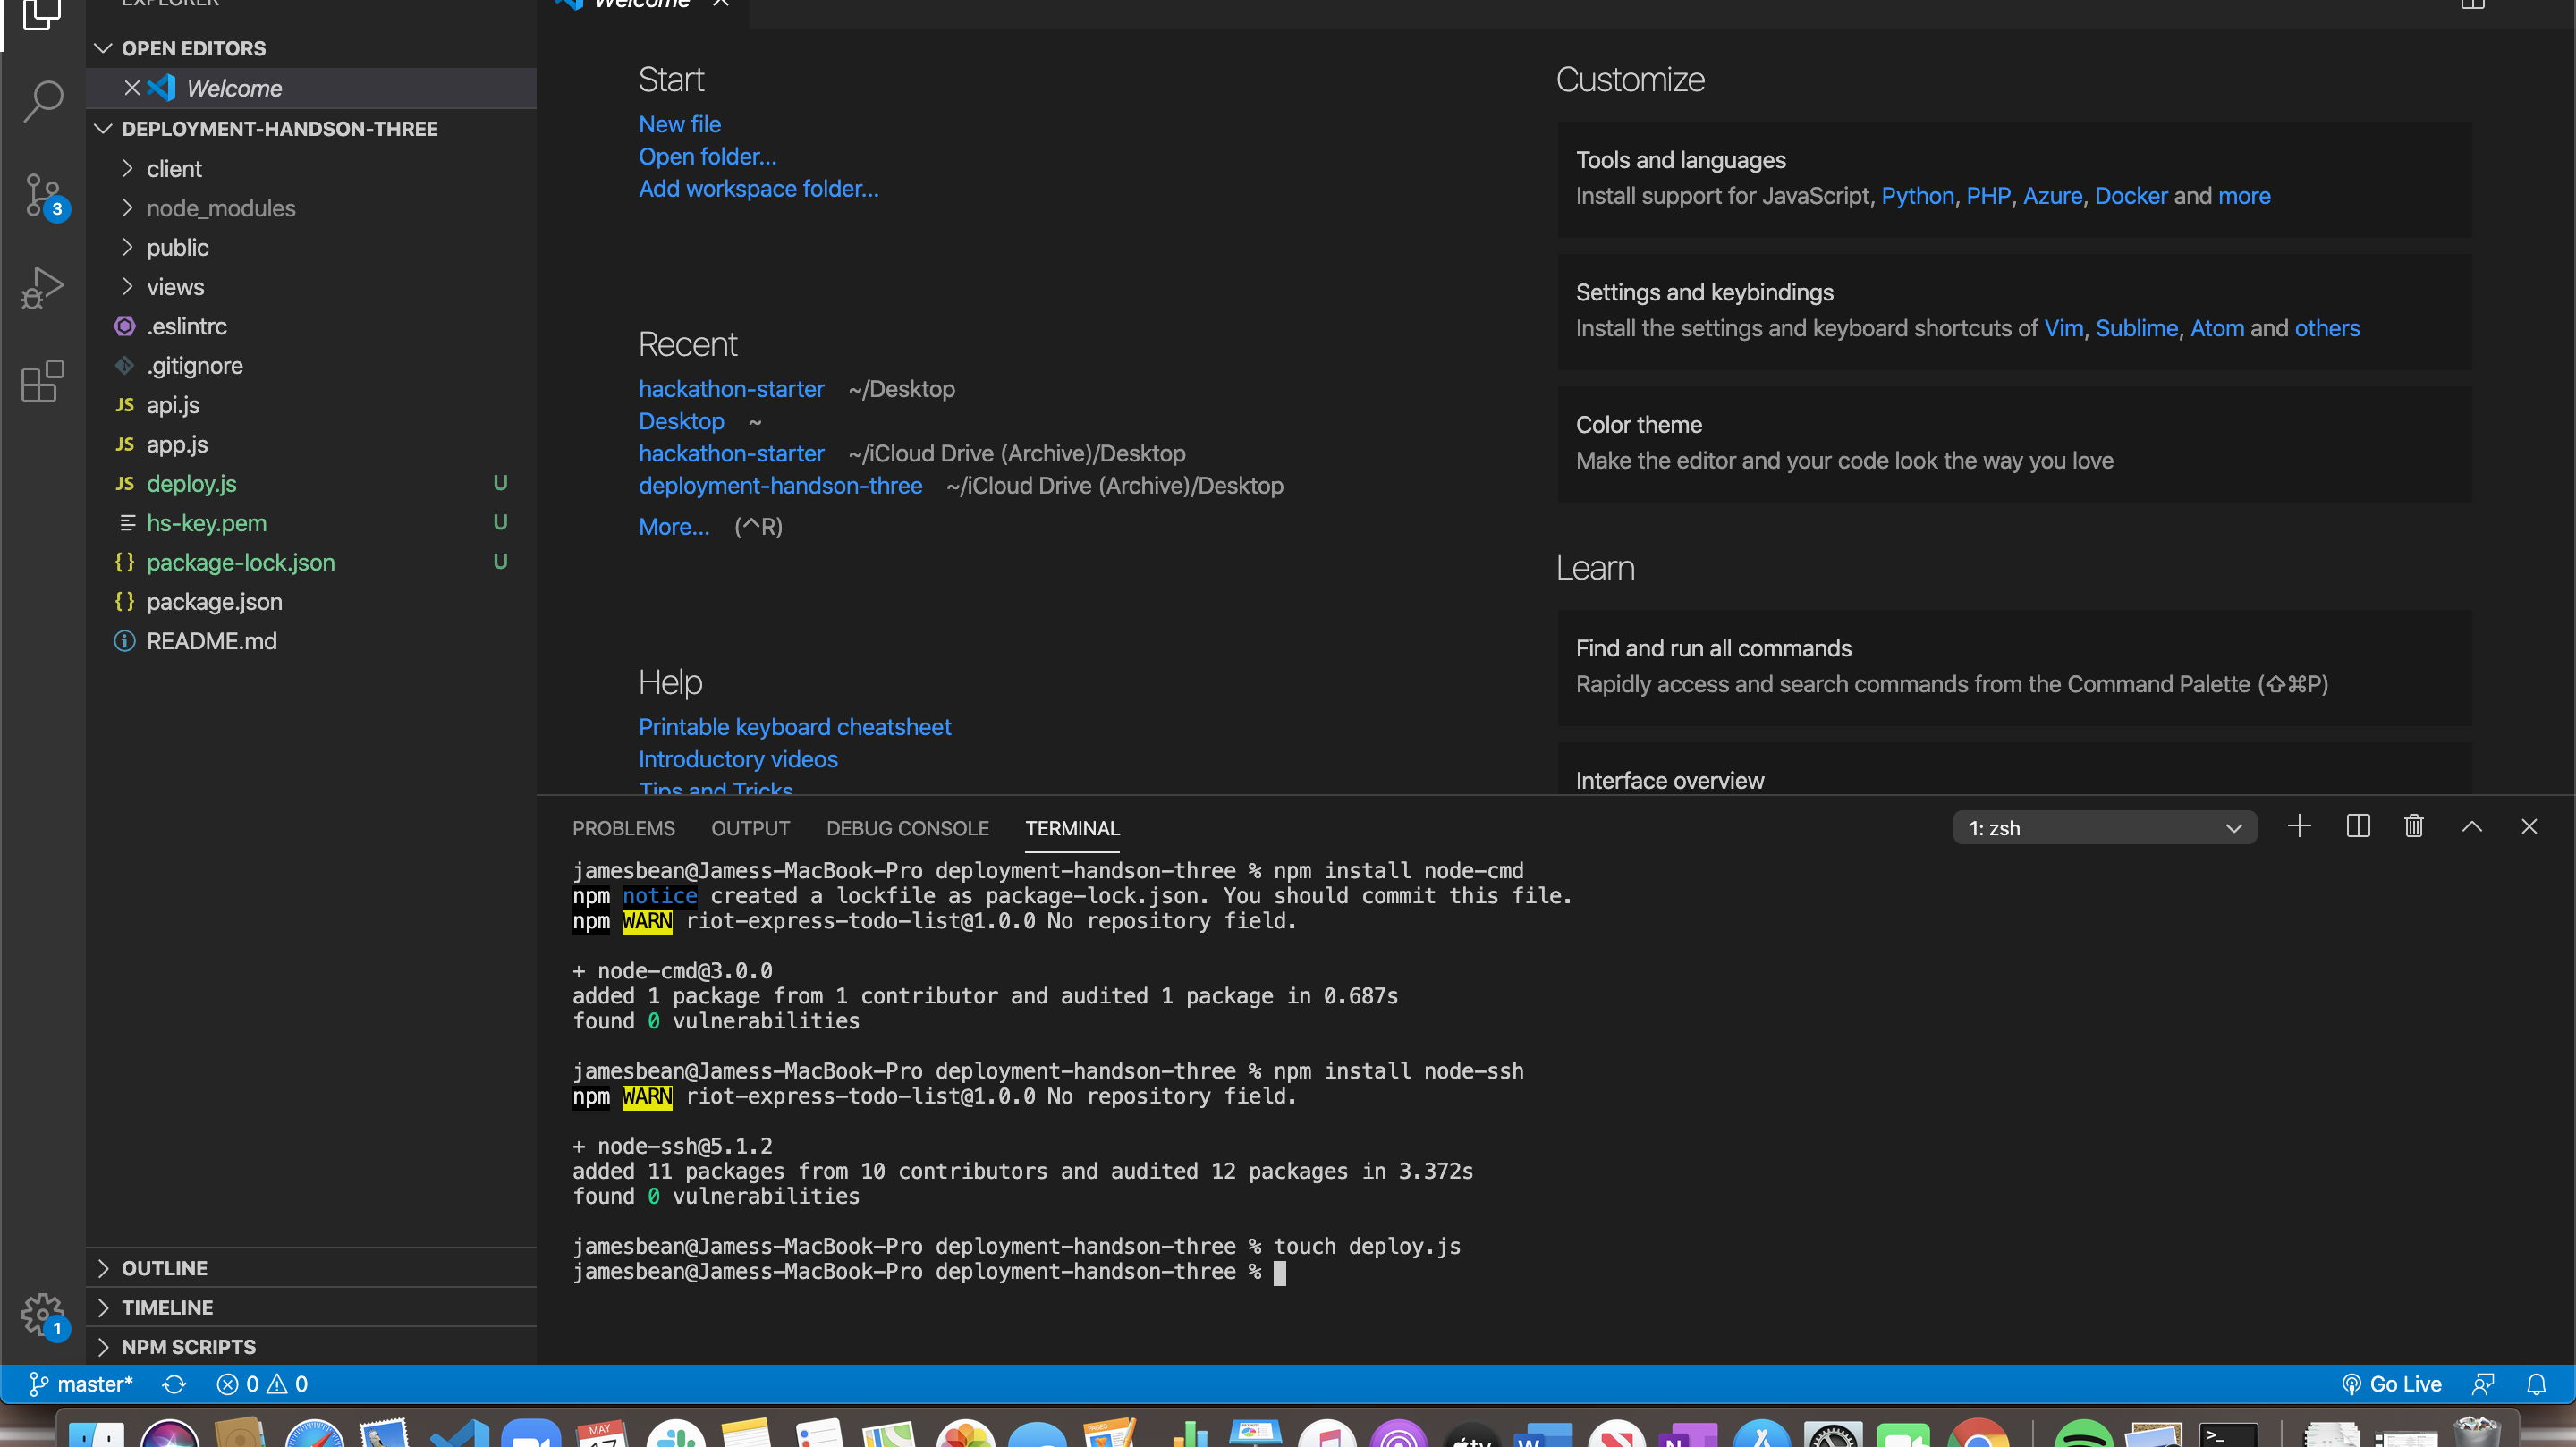 EXPLORER
OPEN EDITORS
Welcome
DEPLOYMENT-HANDSON-THREE
client
node_modules
public
views
.eslintrc
.gitignore
JS api.js
JS app.js
JS deploy.js U
hs-key.pem U
{} package-lock.json U
{} package.json
README.md
OUTLINE
TIMELINE
NPM SCRIPTS
3
1
Welcome
Start
New file
Open folder...
Add workspace folder...
Recent
hackathon-starter ~/Desktop
Desktop ~
hackathon-starter ~/iCloud Drive (Archive)/Desktop
deployment-handson-three ~/iCloud Drive (Archive)/Desktop
More... (^R)
Help
Printable keyboard cheatsheet
Introductory videos
Tips and Tricks
Customize
Tools and languages
Install support for JavaScript, Python, PHP, Azure, Docker and more
Settings and keybindings
Install the settings and keyboard shortcuts of Vim, Sublime, Atom and others
Color theme
Make the editor and your code look the way you love
Learn
Find and run all commands
Rapidly access and search commands from the Command Palette (⇧⌘P)
Interface overview
PROBLEMS OUTPUT DEBUG CONSOLE TERMINAL 1: zsh
jamesbean@Jamess-MacBook-Pro deployment-handson-three % npm install node-cmd
npm notice created a lockfile as package-lock.json. You should commit this file.
npm WARN riot-express-todo-list@1.0.0 No repository field.
+ node-cmd@3.0.0
added 1 package from 1 contributor and audited 1 package in 0.687s
found 0 vulnerabilities
jamesbean@Jamess-MacBook-Pro deployment-handson-three % npm install node-ssh
npm WARN riot-express-todo-list@1.0.0 No repository field.
+ node-ssh@5.1.2
added 11 packages from 10 contributors and audited 12 packages in 3.372s
found 0 vulnerabilities
jamesbean@Jamess-MacBook-Pro deployment-handson-three % touch deploy.js
jamesbean@Jamess-MacBook-Pro deployment-handson-three %
master* 0 0 Go Live
MAY
PAGES